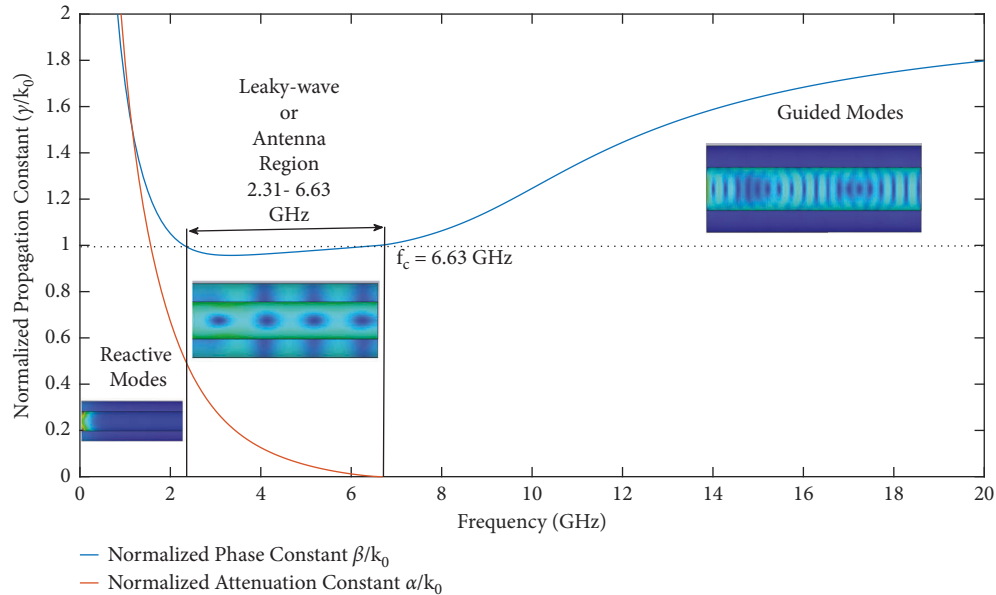 2
1.8
1.6
1.4
1.2
1
0.8
0.6
0.4
0.2
0
Normalized Propagation Constant (γ/k₀)
Leaky-wave
or
Antenna
Region
2.31- 6.63
GHz
Guided Modes
f_c = 6.63 GHz
Reactive
Modes
0 2 4 6 8 10 12 14 16 18 20
Frequency (GHz)
Normalized Phase Constant β/k₀
Normalized Attenuation Constant α/k₀